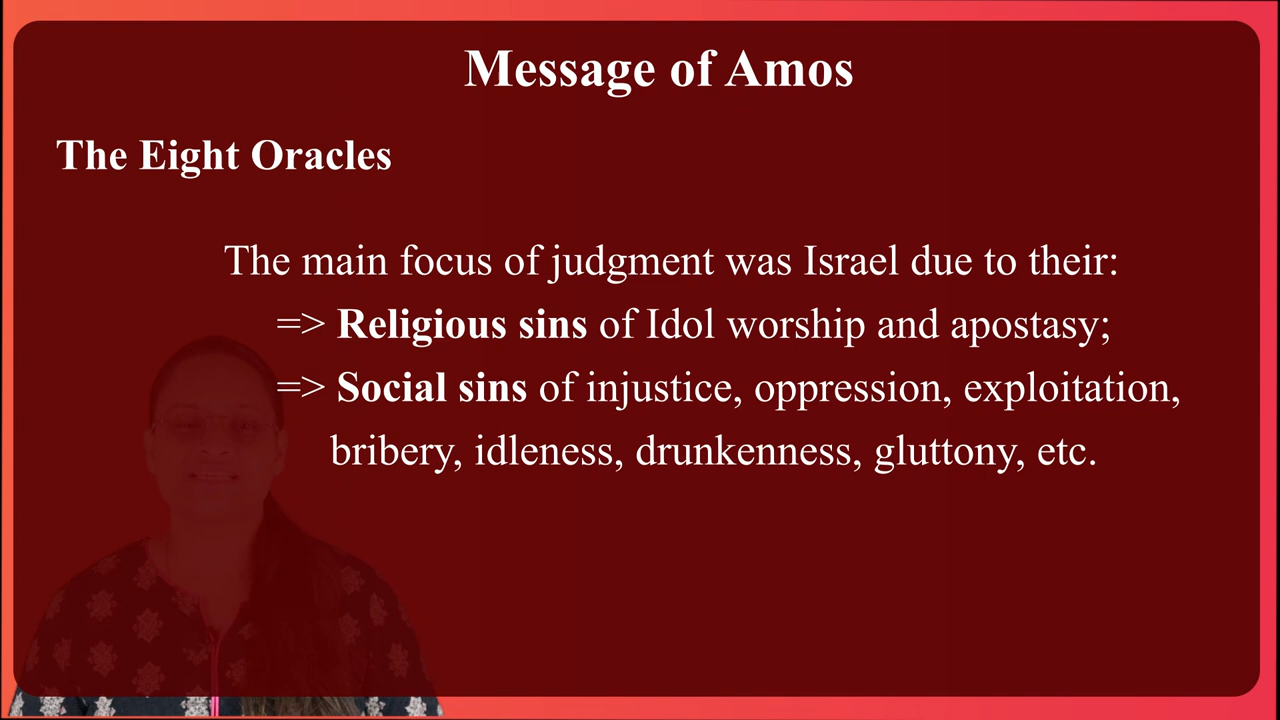 Message of Amos
The Eight Oracles
The main focus of judgment was Israel due to their:
=> Religious sins of Idol worship and apostasy;
=> Social sins of injustice, oppression, exploitation,
bribery, idleness, drunkenness, gluttony, etc.